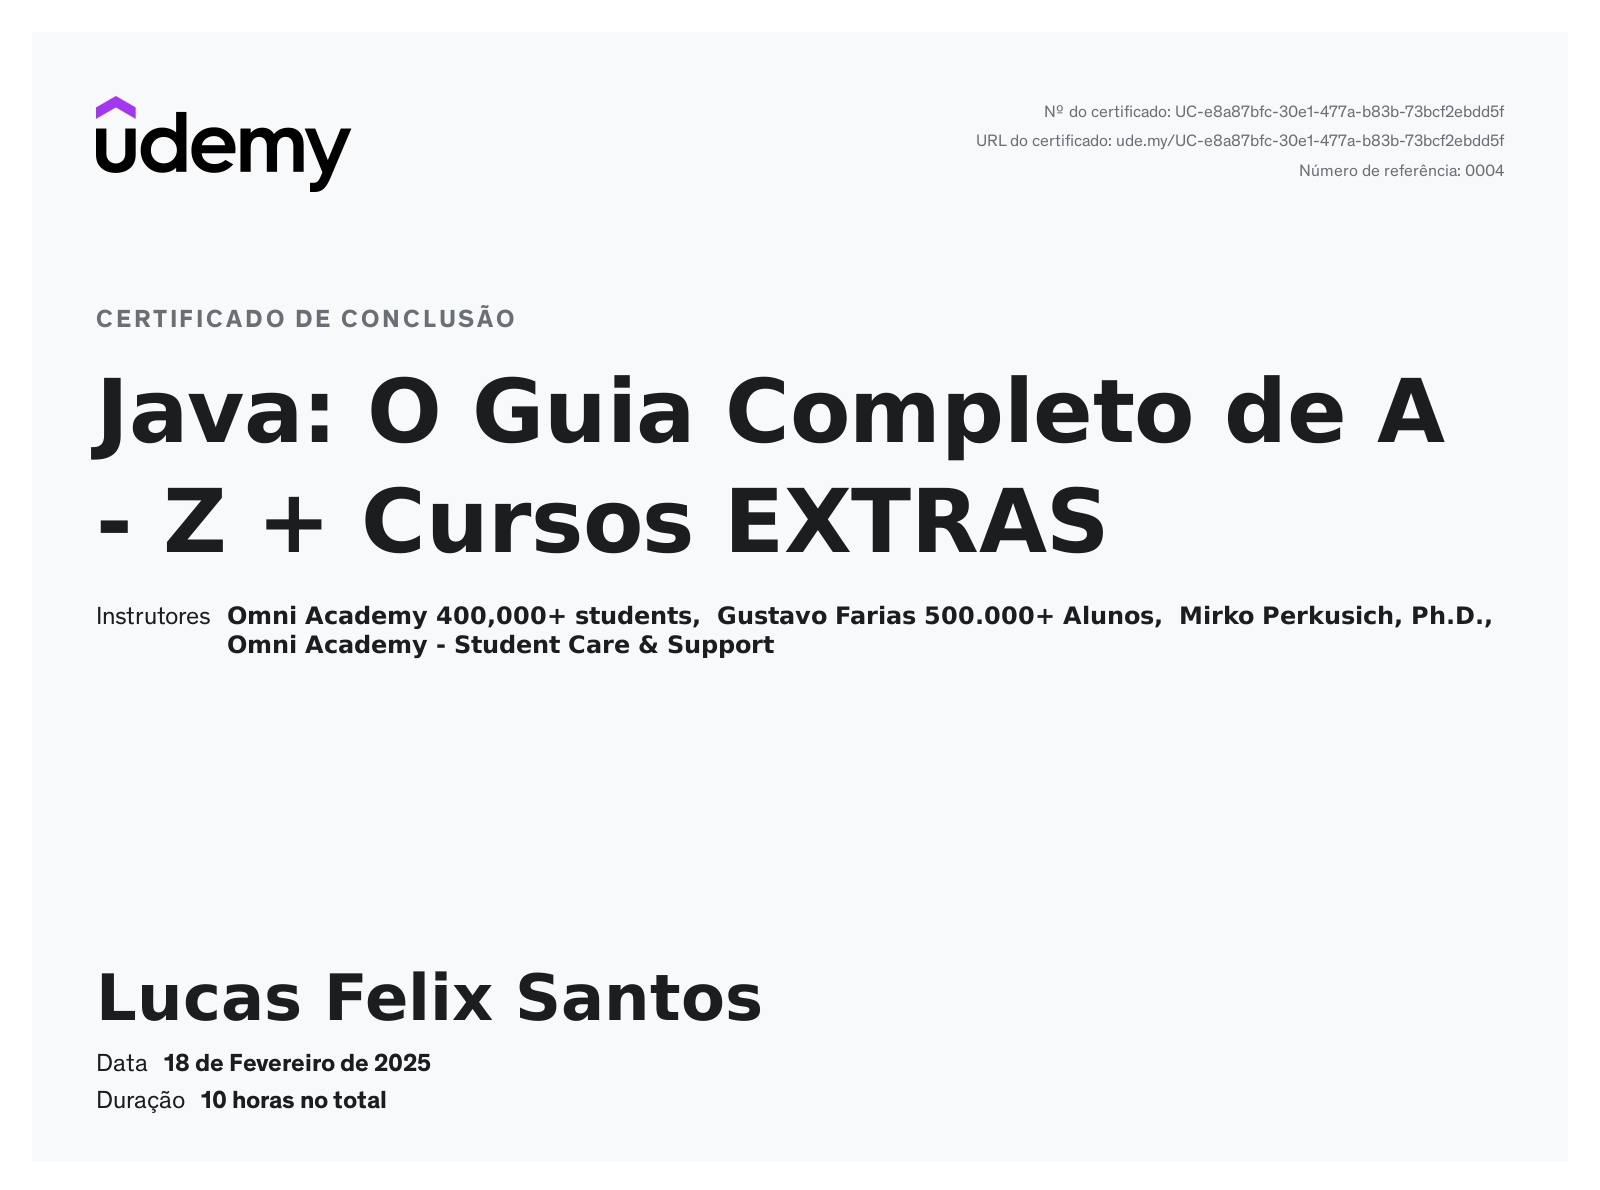 udemy
Nº do certificado: UC-e8a87bfc-30e1-477a-b83b-73bcf2ebdd5f
URL do certificado: ude.my/UC-e8a87bfc-30e1-477a-b83b-73bcf2ebdd5f
Número de referência: 0004
CERTIFICADO DE CONCLUSÃO
Java: O Guia Completo de A
- Z + Cursos EXTRAS
Instrutores Omni Academy 400,000+ students, Gustavo Farias 500.000+ Alunos, Mirko Perkusich, Ph.D.,
Omni Academy - Student Care & Support
Lucas Felix Santos
Data 18 de Fevereiro de 2025
Duração 10 horas no total